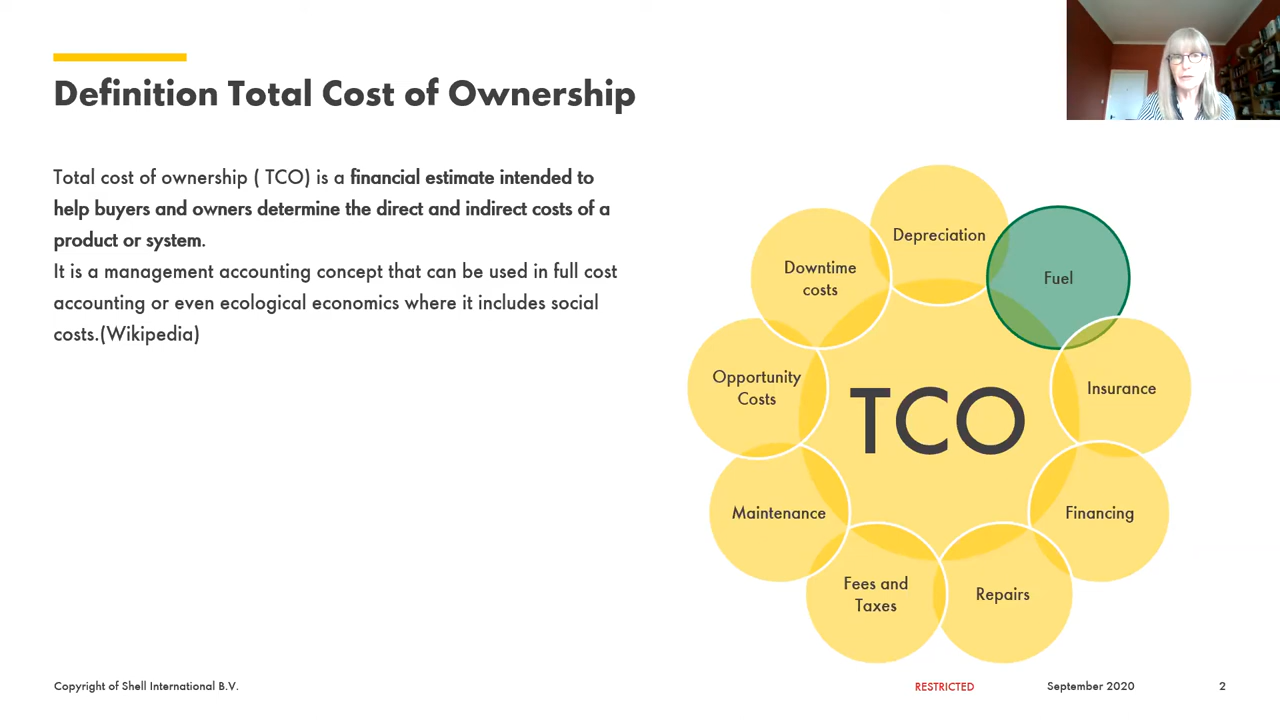 Definition Total Cost of Ownership
Total cost of ownership ( TCO) is a financial estimate intended to
help buyers and owners determine the direct and indirect costs of a
product or system.
It is a management accounting concept that can be used in full cost
accounting or even ecological economics where it includes social
costs.(Wikipedia)
Depreciation
Fuel
Insurance
Financing
Repairs
Fees and
Taxes
Maintenance
Opportunity
Costs
Downtime
costs
TCO
Copyright of Shell International B.V.
RESTRICTED
September 2020
2